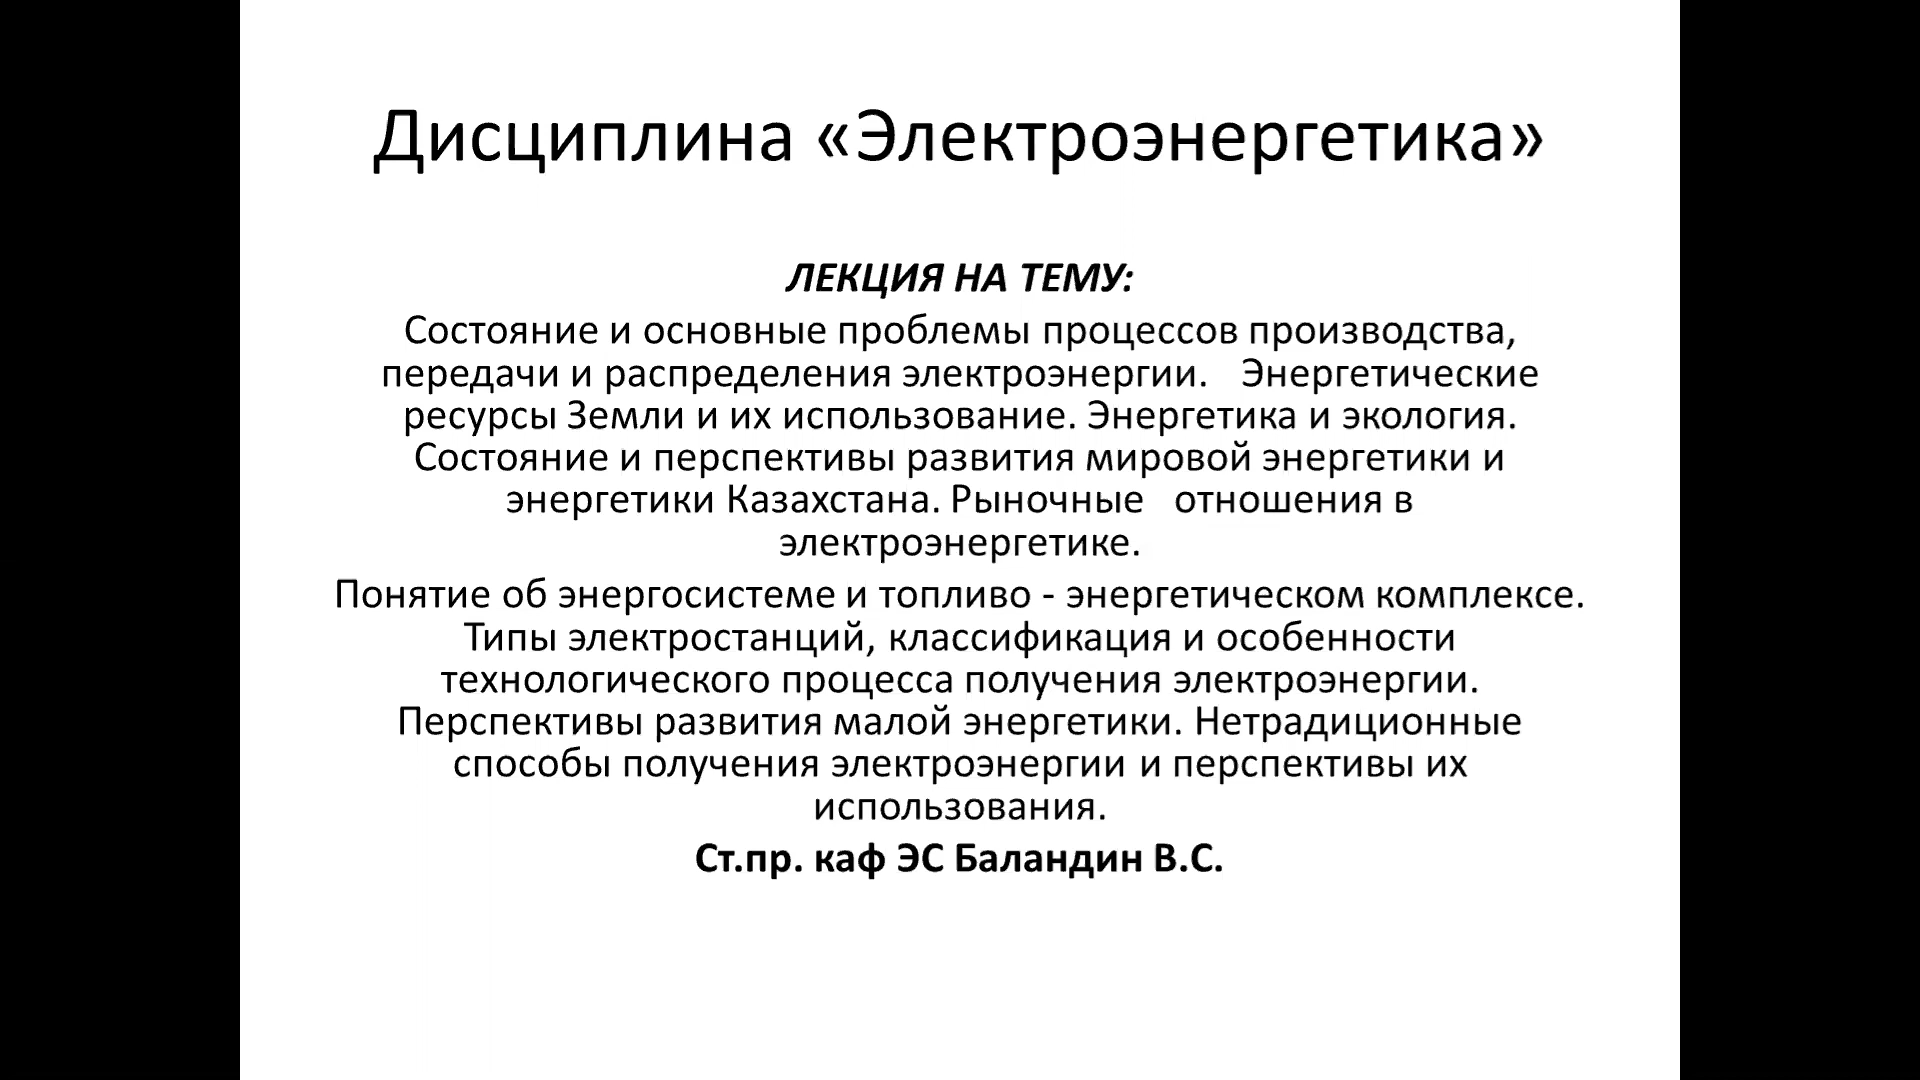 Дисциплина «Электроэнергетика»
ЛЕКЦИЯ НА ТЕМУ:
Состояние и основные проблемы процессов производства,
передачи и распределения электроэнергии.   Энергетические
ресурсы Земли и их использование. Энергетика и экология.
Состояние и перспективы развития мировой энергетики и
энергетики Казахстана. Рыночные   отношения в
электроэнергетике.
Понятие об энергосистеме и топливо - энергетическом комплексе.
Типы электростанций, классификация и особенности
технологического процесса получения электроэнергии.
Перспективы развития малой энергетики. Нетрадиционные
способы получения электроэнергии и перспективы их
использования.
Ст.пр. каф ЭС Баландин В.С.